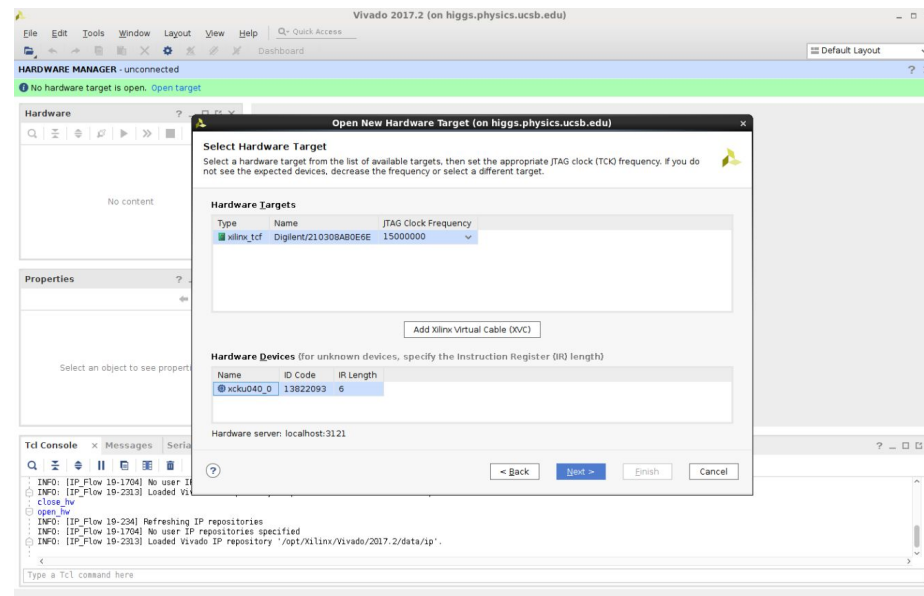 Vivado 2017.2 (on higgs.physics.ucsb.edu)
File Edit Tools Window Layout View Help Q- Quick Access
Dashboard
Default Layout
HARDWARE MANAGER - unconnected ?
No hardware target is open. Open target
Hardware ?
Open New Hardware Target (on higgs.physics.ucsb.edu)
Select Hardware Target
Select a hardware target from the list of available targets, then set the appropriate JTAG clock (TCK) frequency. If you do
not see the expected devices, decrease the frequency or select a different target.
No content
Hardware Targets
Type Name JTAG Clock Frequency
xilinx_tcf Digilent/210308AB0E6E 15000000
Properties ?
Add Xilinx Virtual Cable (XVC)
Hardware Devices (for unknown devices, specify the Instruction Register (IR) length)
Select an object to see properti
Name ID Code IR Length
xcku040_0 13822093 6
Hardware server: localhost:3121
Tcl Console × Messages Seria ?
? < Back Next > Finish Cancel
INFO: [IP_Flow 19-1704] No user IF
INFO: [IP_Flow 19-2313] Loaded Viv
close_hw
open_hw
INFO: [IP_Flow 19-234] Refreshing IP repositories
INFO: [IP_Flow 19-1704] No user IP repositories specified
INFO: [IP_Flow 19-2313] Loaded Vivado IP repository '/opt/Xilinx/Vivado/2017.2/data/ip'.
Type a Tcl command here